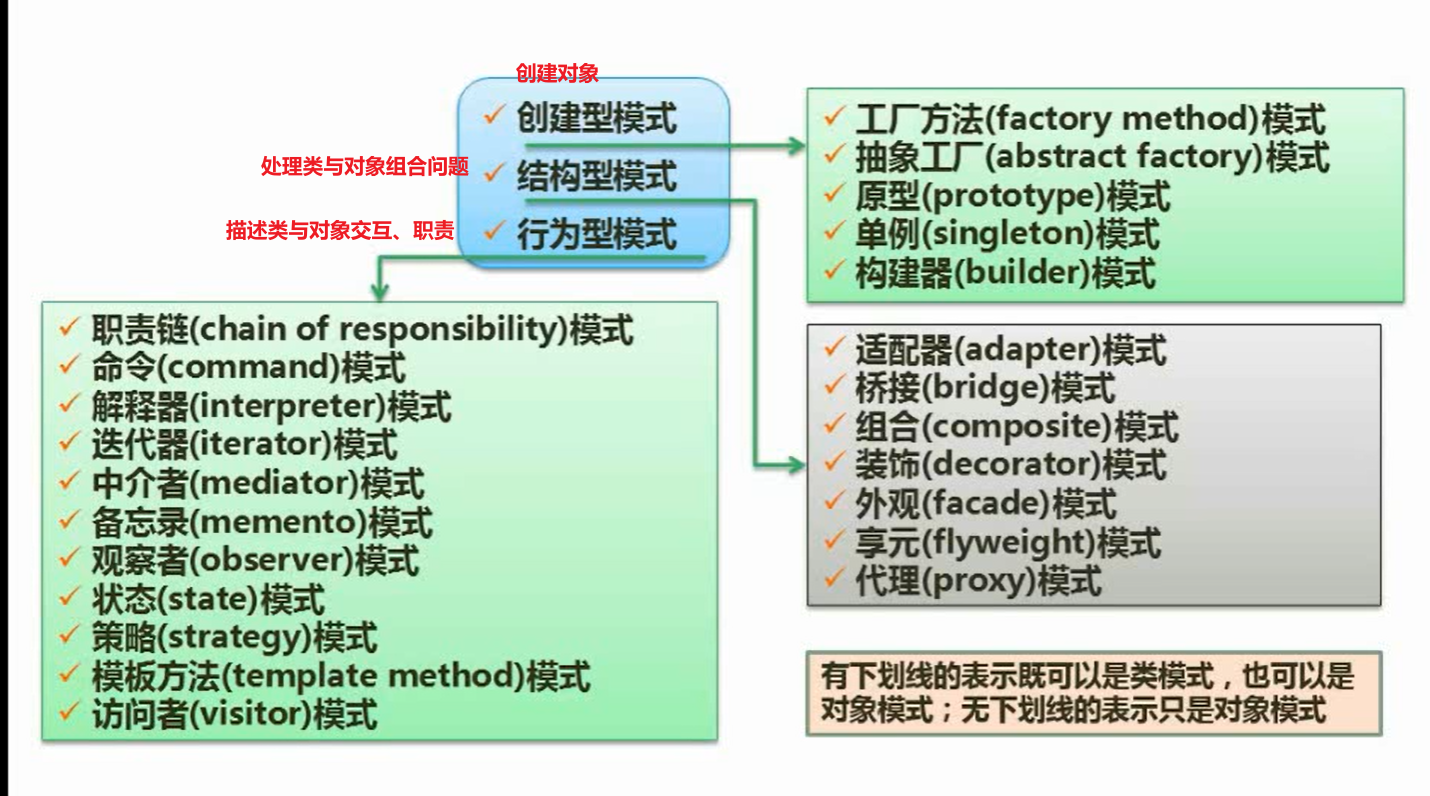 创建对象
创建型模式
处理类与对象组合问题
结构型模式
描述类与对象交互、职责
行为型模式
工厂方法(factory method)模式
抽象工厂(abstract factory)模式
原型(prototype)模式
单例(singleton)模式
构建器(builder)模式
职责链(chain of responsibility)模式
命令(command)模式
解释器(interpreter)模式
迭代器(iterator)模式
中介者(mediator)模式
备忘录(memento)模式
观察者(observer)模式
状态(state)模式
策略(strategy)模式
模板方法(template method)模式
访问者(visitor)模式
适配器(adapter)模式
桥接(bridge)模式
组合(composite)模式
装饰(decorator)模式
外观(facade)模式
享元(flyweight)模式
代理(proxy)模式
有下划线的表示既可以是类模式，也可以是
对象模式；无下划线的表示只是对象模式